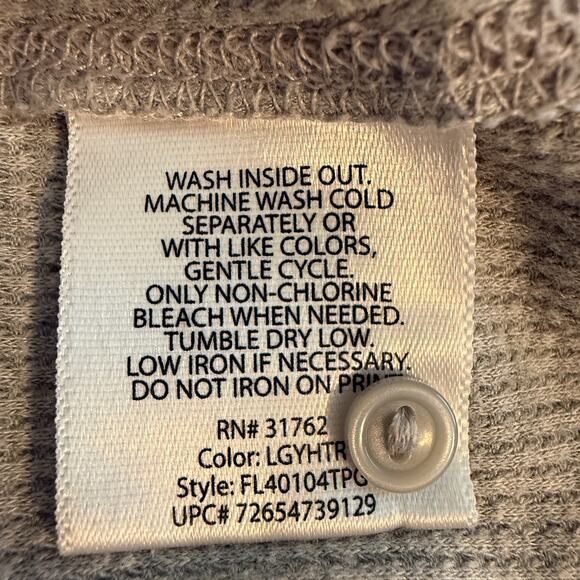 WASH INSIDE OUT.
MACHINE WASH COLD
SEPARATELY OR
WITH LIKE COLORS,
GENTLE CYCLE.
ONLY NON-CHLORINE
BLEACH WHEN NEEDED.
TUMBLE DRY LOW.
LOW IRON IF NECESSARY.
DO NOT IRON ON PRINT.
RN# 31762
Color: LGYHTR
Style: FL40104TPG
UPC# 72654739129